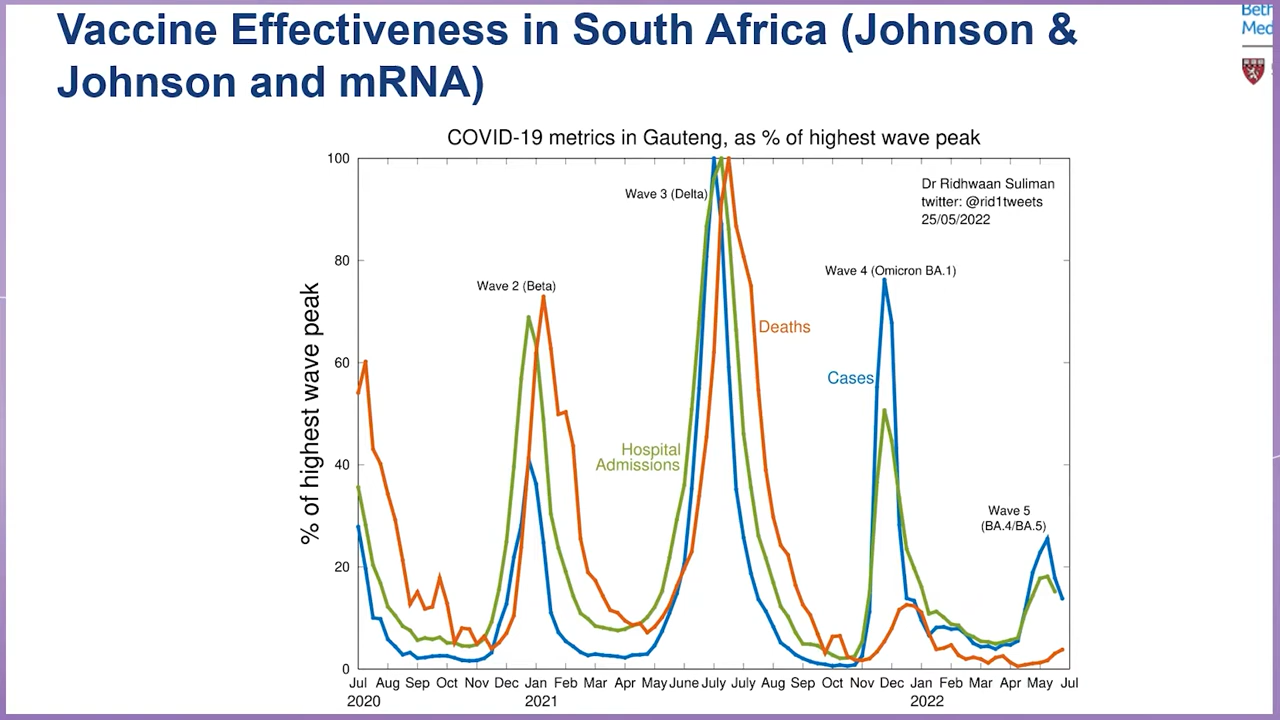 Vaccine Effectiveness in South Africa (Johnson &
Johnson and mRNA)
Beth
Med
COVID-19 metrics in Gauteng, as % of highest wave peak
Dr Ridhwaan Suliman
twitter: @rid1tweets
25/05/2022
% of highest wave peak
100
80
60
40
20
0
Wave 2 (Beta)
Wave 3 (Delta)
Wave 4 (Omicron BA.1)
Wave 5
(BA.4/BA.5)
Deaths
Cases
Hospital
Admissions
Jul Aug Sep Oct Nov Dec Jan Feb Mar Apr May June July July Aug Sep Oct Nov Dec Jan Feb Mar Apr May Jul
2020 2021 2022